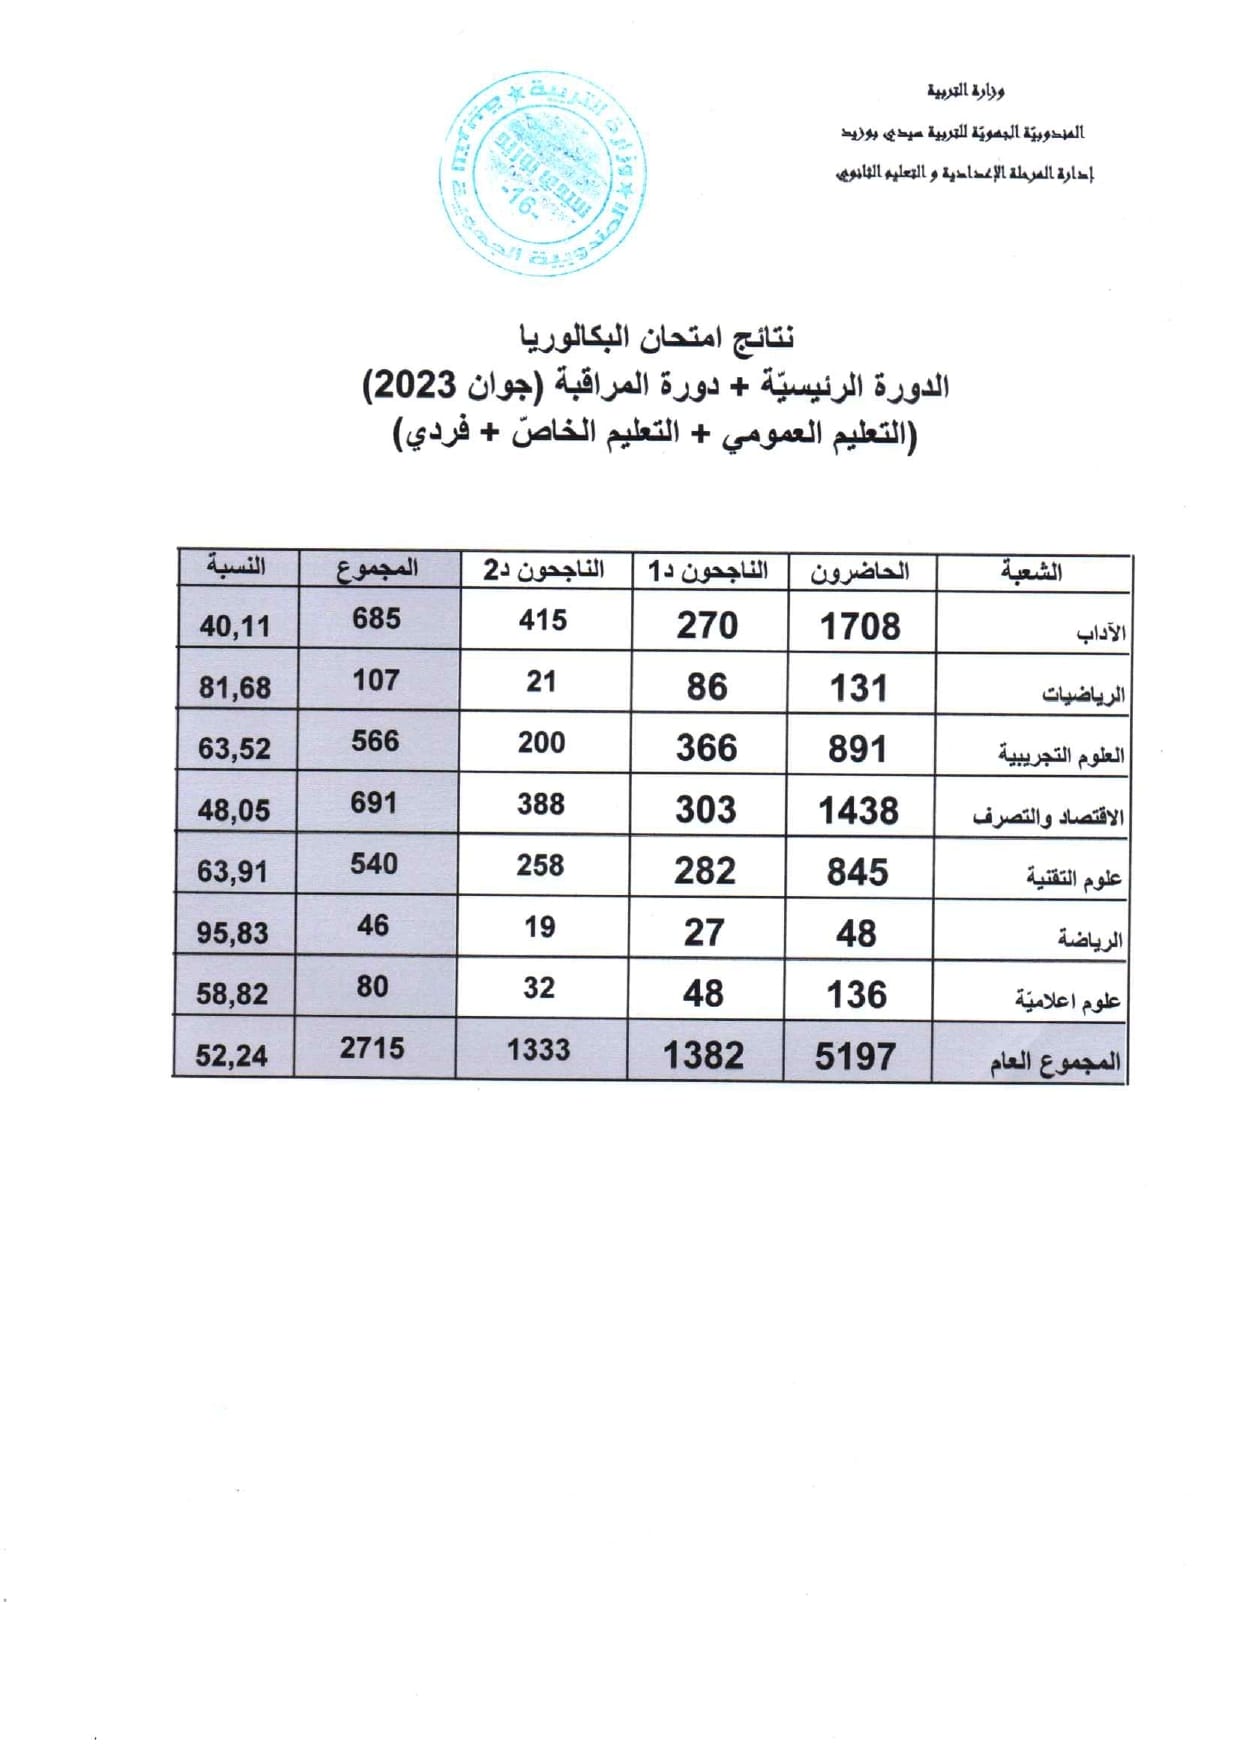 وزارة التربية
المندوبيّة الجهويّة للتربية سيدي بوزيد
إدارة المرحلة الإعدادية و التعليم الثانوي
وزارة التربية
-16-
نتائج امتحان البكالوريا
الدورة الرئيسيّة + دورة المراقبة (جوان 2023)
(التعليم العمومي + التعليم الخاصّ + فردي)
الشعبة الحاضرون الناجحون د1 الناجحون د2 المجموع النسبة
الآداب 1708 270 415 685 40,11
الرياضيات 131 86 21 107 81,68
العلوم التجريبية 891 366 200 566 63,52
الاقتصاد والتصرف 1438 303 388 691 48,05
علوم التقنية 845 282 258 540 63,91
الرياضة 48 27 19 46 95,83
علوم اعلاميّة 136 48 32 80 58,82
المجموع العام 5197 1382 1333 2715 52,24